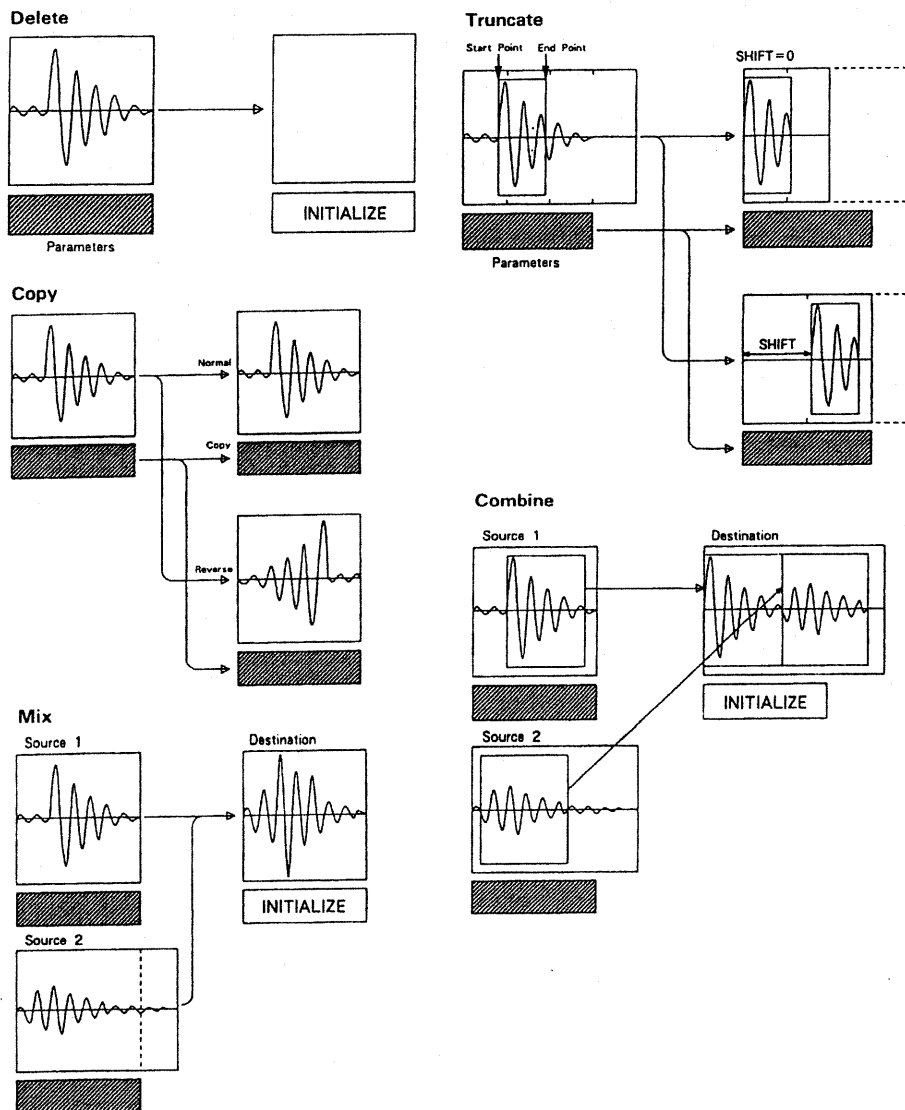 Delete
INITIALIZE
Parameters
Copy
Normal
Copy
Reverse
Mix
Source 1
Destination
INITIALIZE
Source 2
Truncate
Start Point
End Point
SHIFT=0
Parameters
SHIFT
Combine
Source 1
Destination
INITIALIZE
Source 2